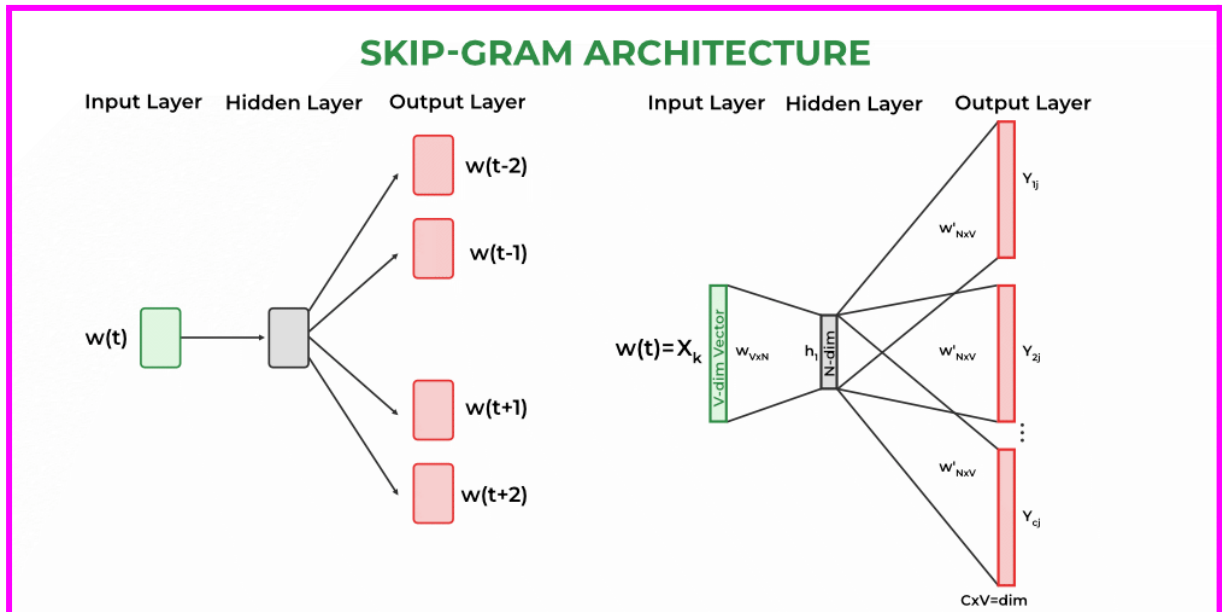 SKIP-GRAM ARCHITECTURE
Input Layer Hidden Layer Output Layer
w(t-2)
w(t-1)
w(t)
w(t+1)
w(t+2)
Input Layer Hidden Layer Output Layer
Y1j
w'NxV
w(t)=Xk
V-dim Vector
wVxN
h1
N-dim
w'NxV
Y2j
⋮
w'NxV
Ycj
CxV=dim